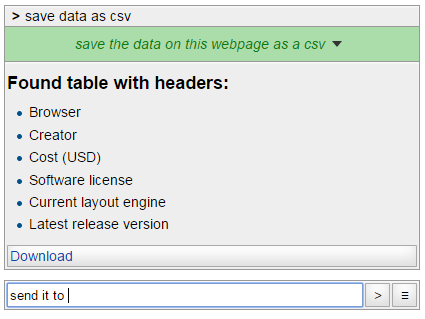 > save data as csv
save the data on this webpage as a csv
Found table with headers:
Browser
Creator
Cost (USD)
Software license
Current layout engine
Latest release version
Download
send it to
>